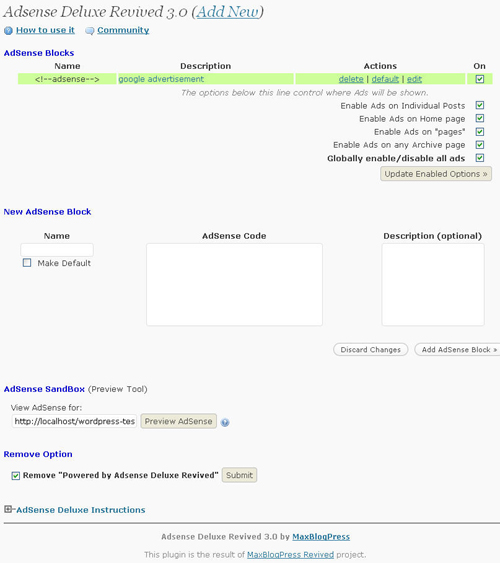 Adsense Deluxe Revived 3.0 (Add New)
How to use it Community
AdSense Blocks
Name Description Actions On
<!--adsense--> google advertisement delete | default | edit
The options below this line control where Ads will be shown.
Enable Ads on Individual Posts
Enable Ads on Home page
Enable Ads on "pages"
Enable Ads on any Archive page
Globally enable/disable all ads
Update Enabled Options »
New AdSense Block
Name AdSense Code Description (optional)
Make Default
Discard Changes Add AdSense Block »
AdSense SandBox (Preview Tool)
View AdSense for:
http://localhost/wordpress-tes Preview AdSense
Remove Option
Remove "Powered by Adsense Deluxe Revived" Submit
AdSense Deluxe Instructions
Adsense Deluxe Revived 3.0 by MaxBlogPress
This plugin is the result of MaxBlogPress Revived project.